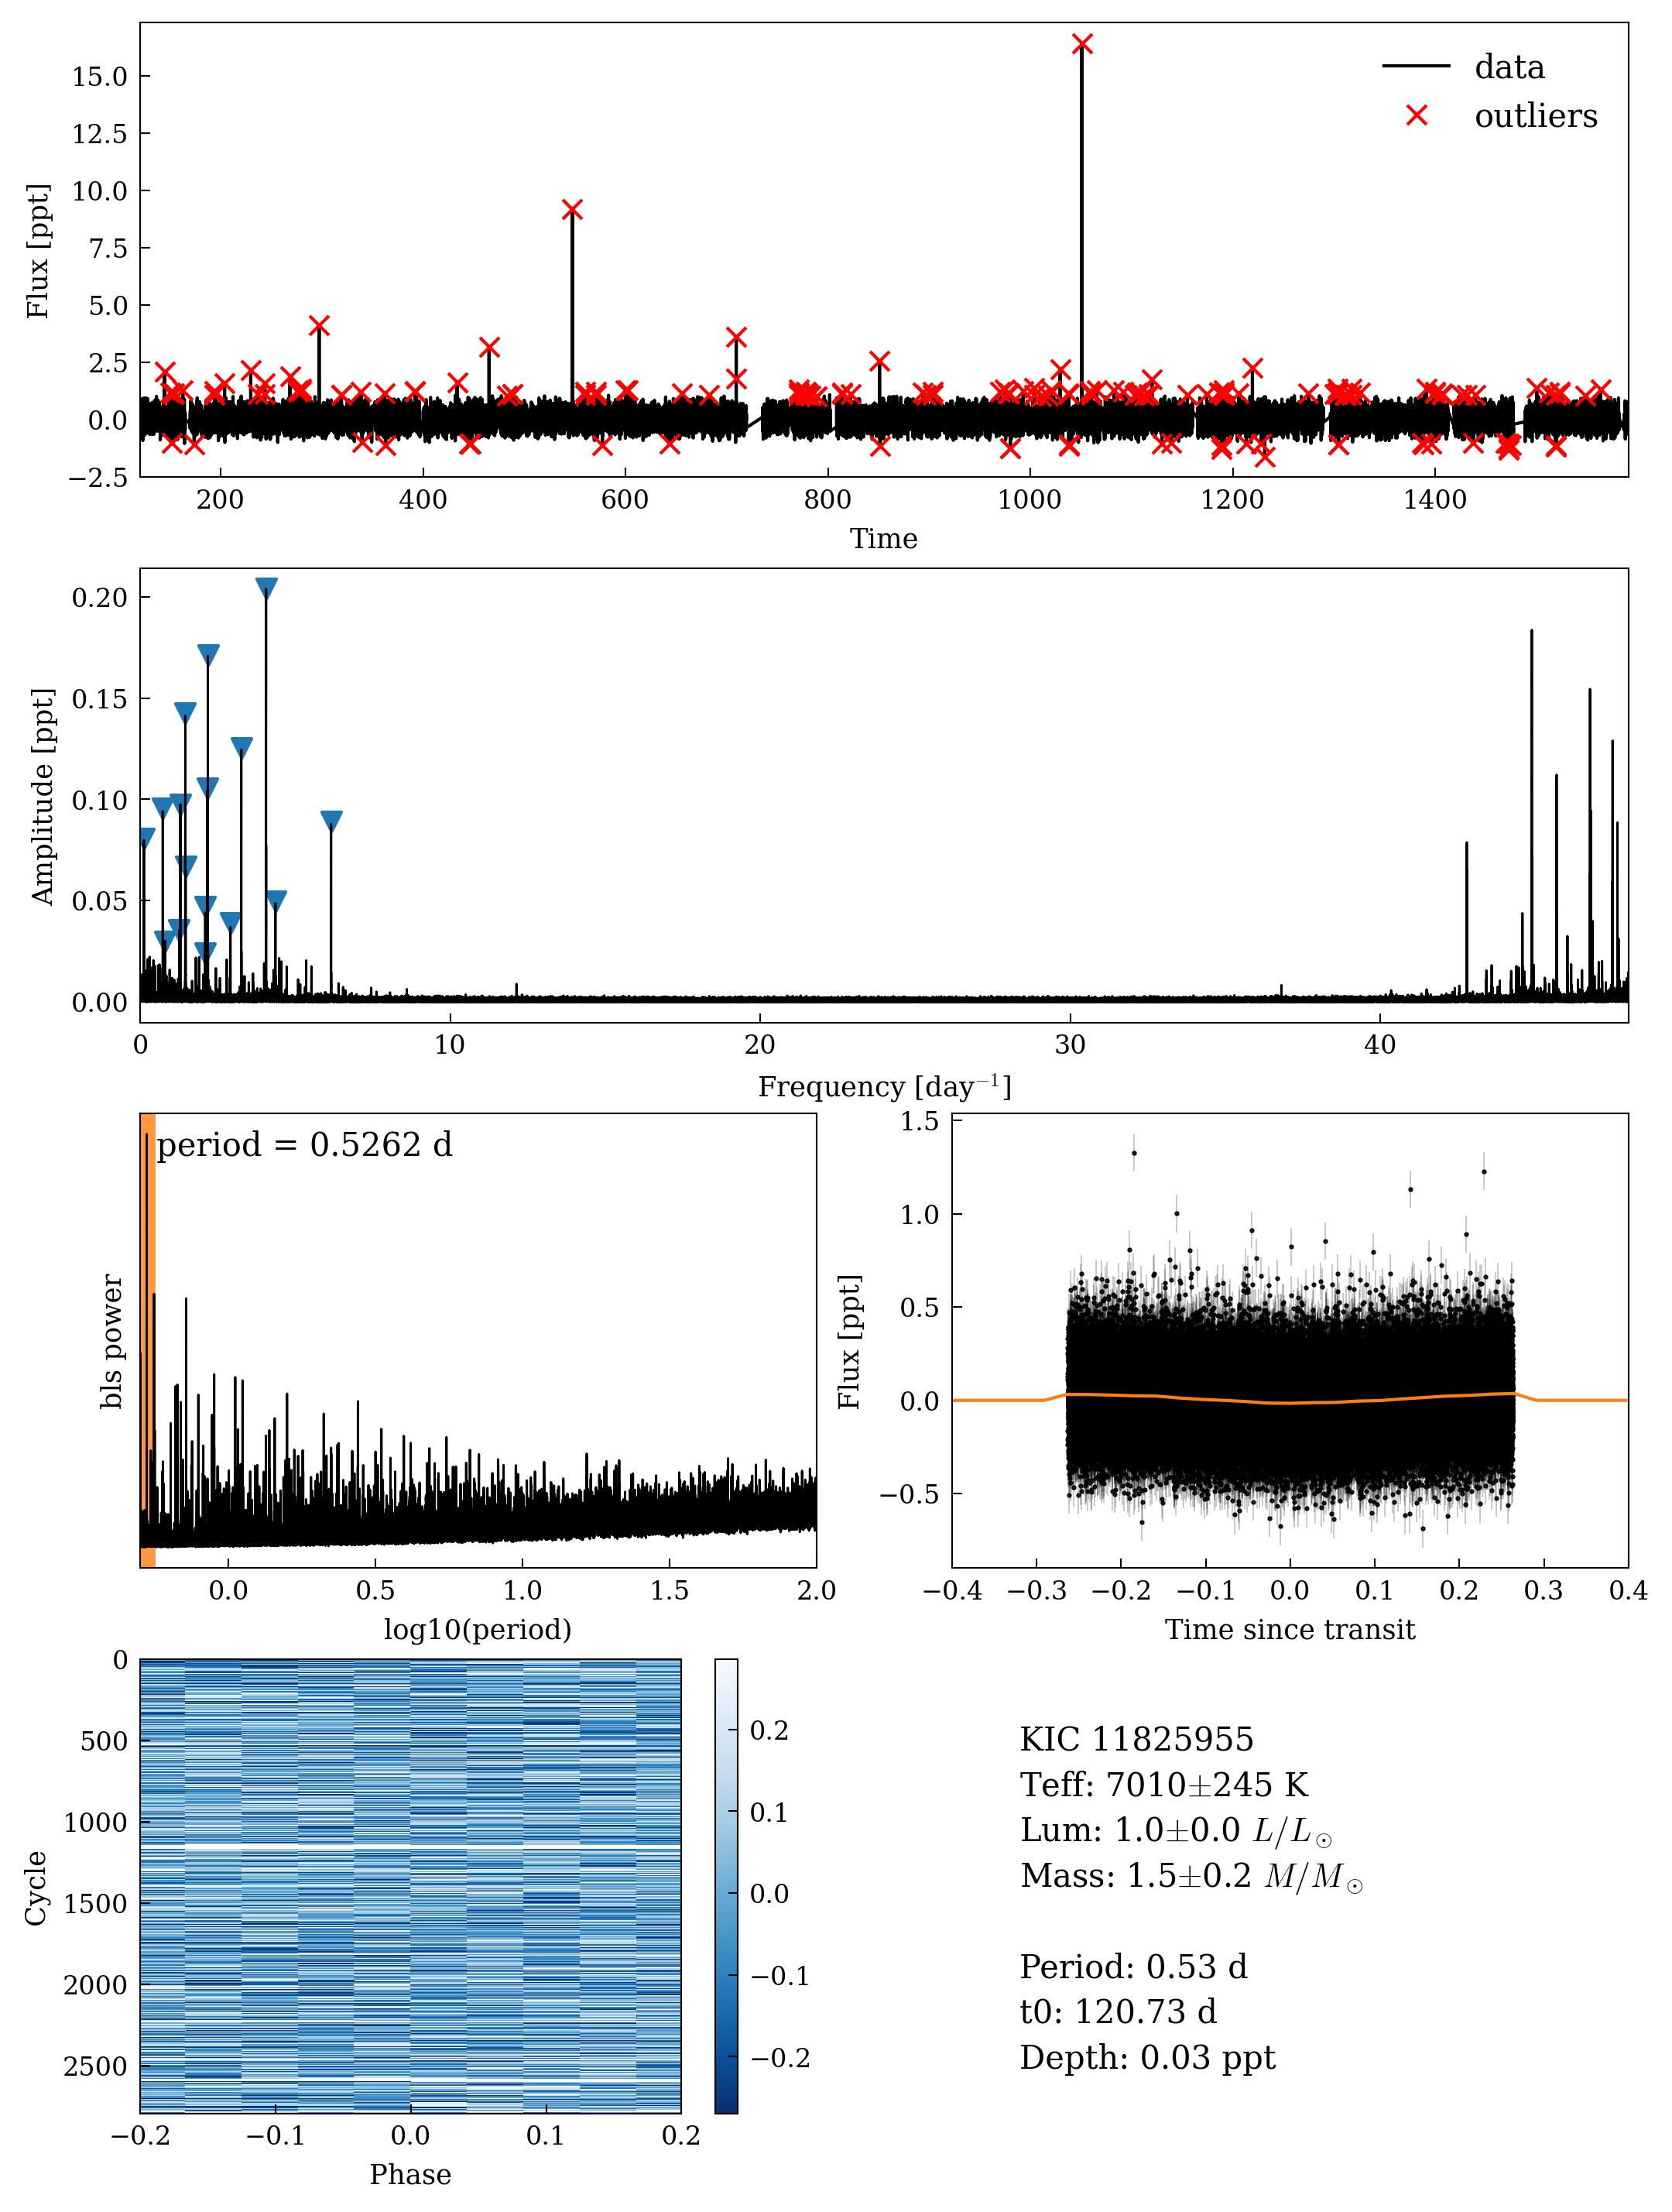 data
outliers
15.0
12.5
10.0
7.5
5.0
2.5
0.0
−2.5
Flux [ppt]
200 400 600 800 1000 1200 1400
Time
0.20
0.15
0.10
0.05
0.00
Amplitude [ppt]
0 10 20 30 40
Frequency [day⁻¹]
period = 0.5262 d
bls power
0.0 0.5 1.0 1.5 2.0
log10(period)
1.5
1.0
0.5
0.0
−0.5
Flux [ppt]
−0.4 −0.3 −0.2 −0.1 0.0 0.1 0.2 0.3 0.4
Time since transit
0
500
1000
1500
2000
2500
Cycle
−0.2 −0.1 0.0 0.1 0.2
Phase
0.2
0.1
0.0
−0.1
−0.2
KIC 11825955
Teff: 7010±245 K
Lum: 1.0±0.0 L/L⊙
Mass: 1.5±0.2 M/M⊙
Period: 0.53 d
t0: 120.73 d
Depth: 0.03 ppt